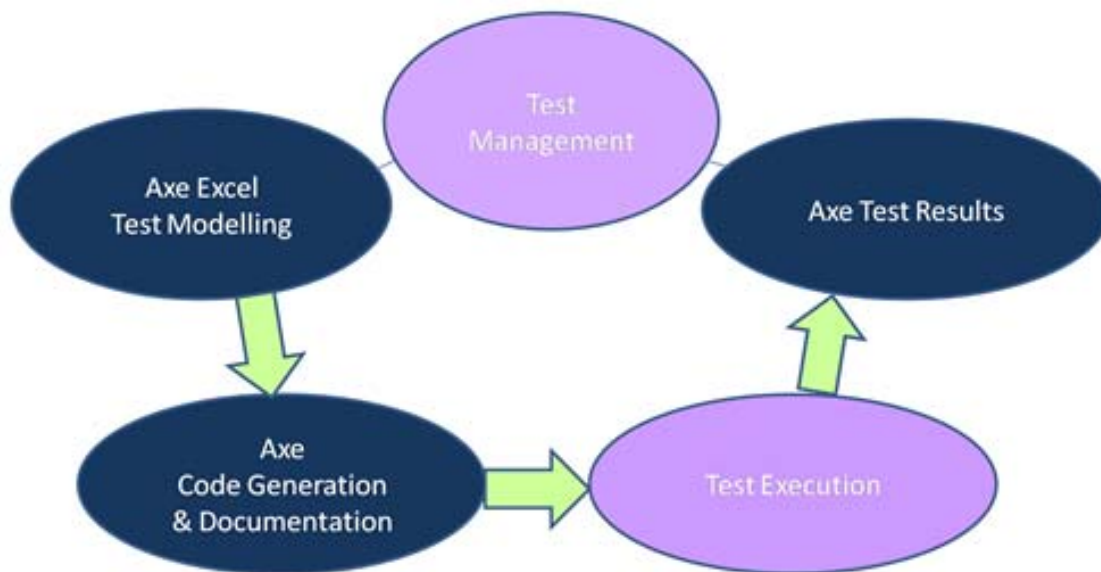 Test
Management
Axe Excel
Test Modelling
Axe Test Results
Axe
Code Generation
& Documentation
Test Execution